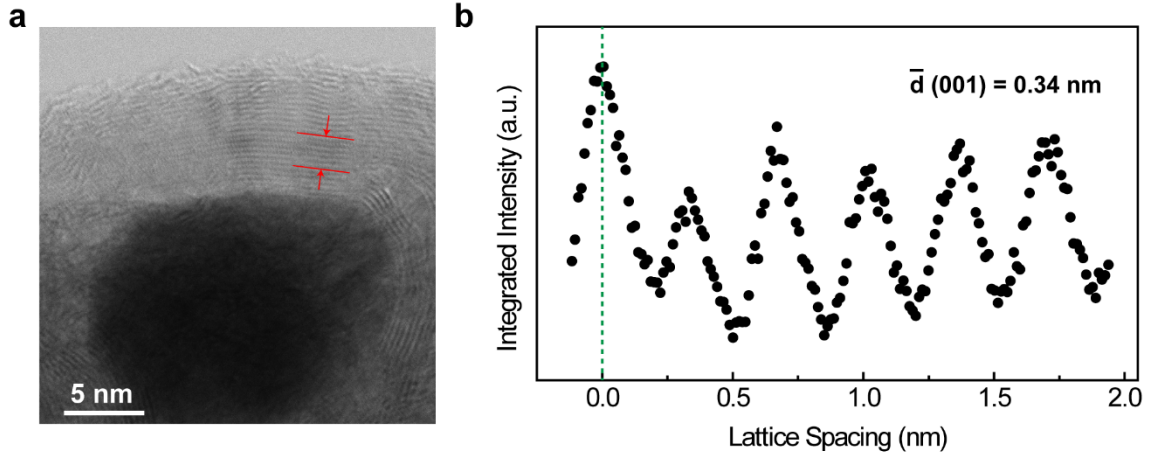 a
5 nm
b
d̅ (001) = 0.34 nm
Integrated Intensity (a.u.)
0.0 0.5 1.0 1.5 2.0
Lattice Spacing (nm)